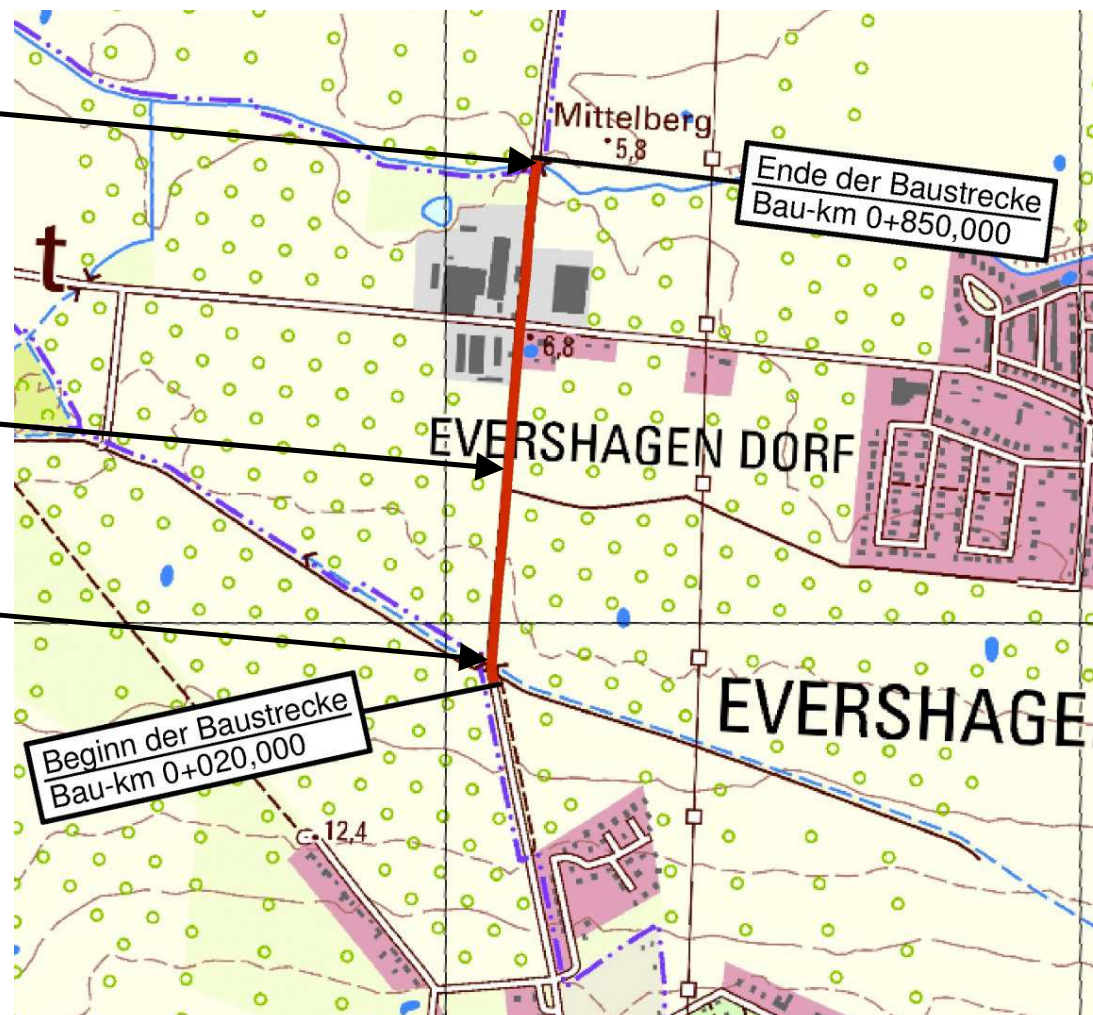 Mittelberg
5,8
Ende der Baustrecke
Bau-km 0+850,000
t
6,8
EVERSHAGEN DORF
EVERSHAGE
Beginn der Baustrecke
Bau-km 0+020,000
12,4